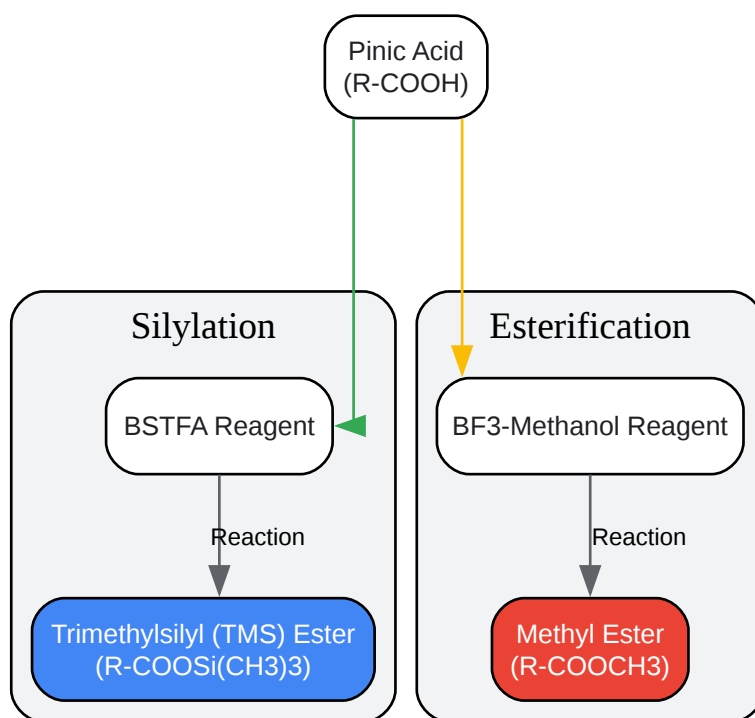 Pinic Acid
(R-COOH)
Silylation
Esterification
BSTFA Reagent
BF3-Methanol Reagent
Reaction
Reaction
Trimethylsilyl (TMS) Ester
(R-COOSi(CH3)3)
Methyl Ester
(R-COOCH3)